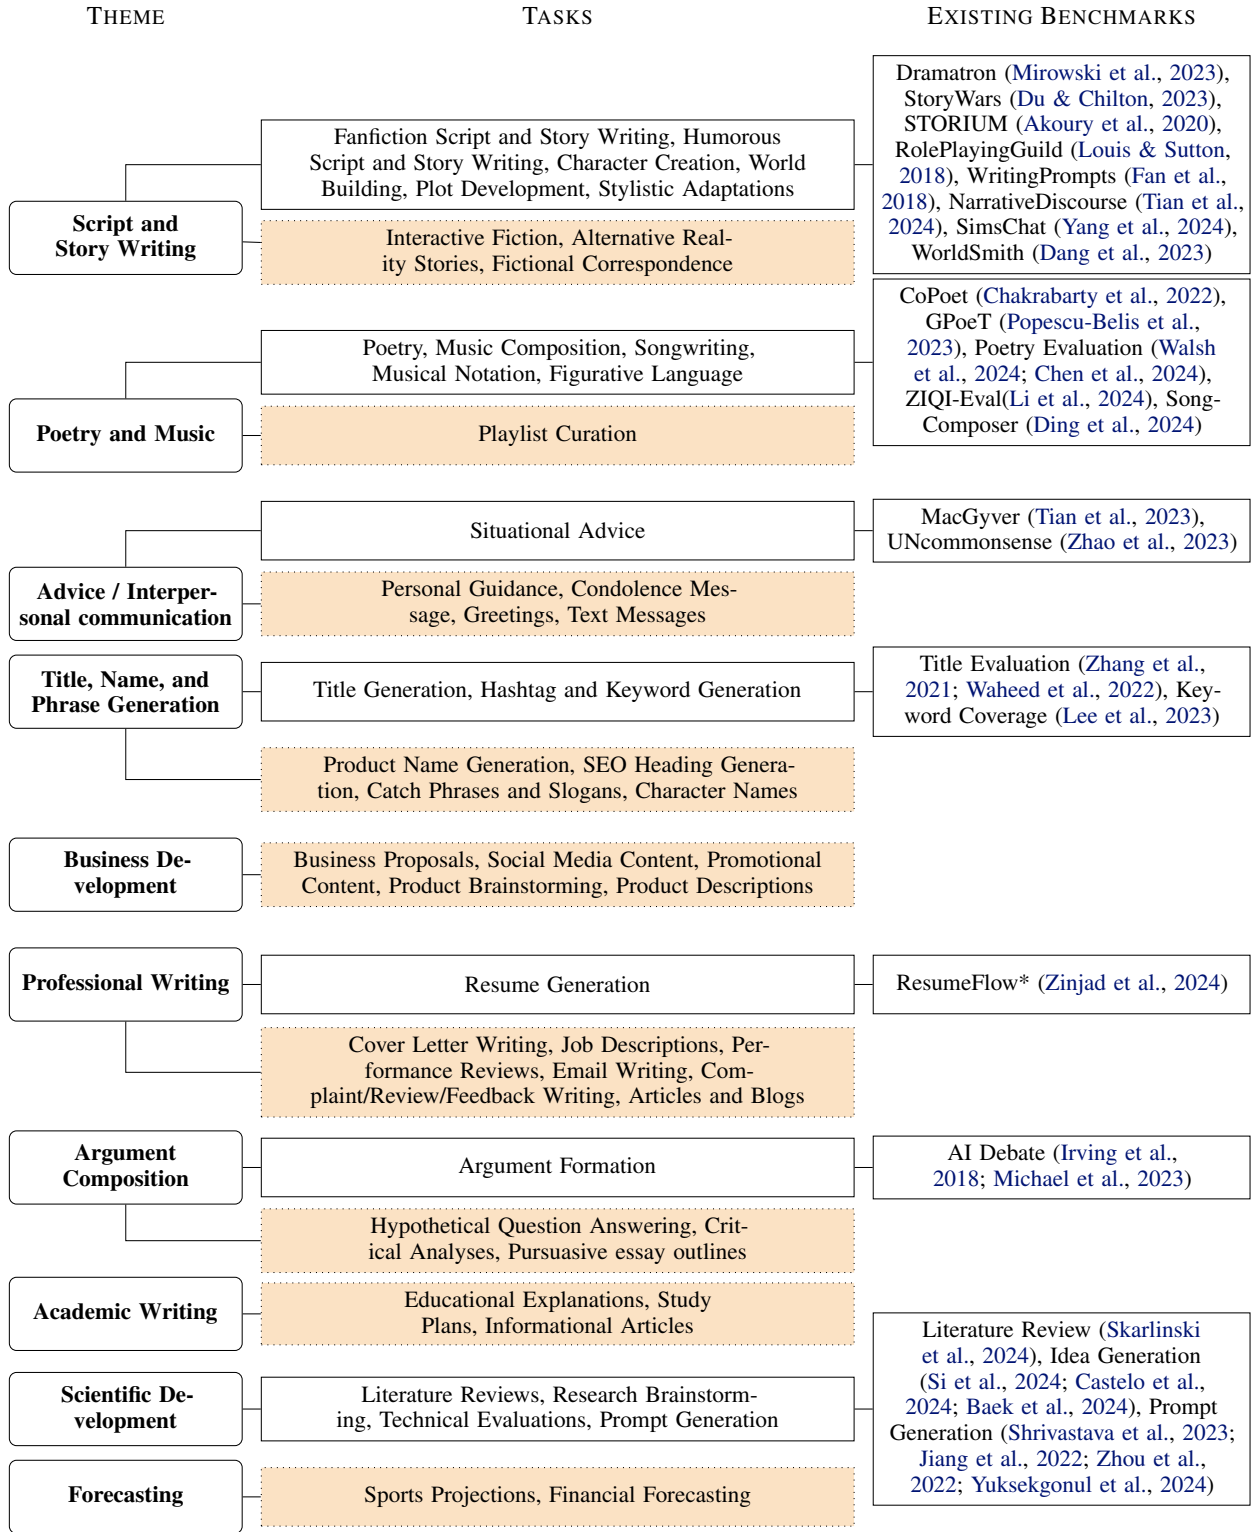 THEME
TASKS
EXISTING BENCHMARKS
Script and
Story Writing
Fanfiction Script and Story Writing, Humorous
Script and Story Writing, Character Creation, World
Building, Plot Development, Stylistic Adaptations
Interactive Fiction, Alternative Real-
ity Stories, Fictional Correspondence
Dramatron (Mirowski et al., 2023),
StoryWars (Du & Chilton, 2023),
STORIUM (Akoury et al., 2020),
RolePlayingGuild (Louis & Sutton,
2018), WritingPrompts (Fan et al.,
2018), NarrativeDiscourse (Tian et al.,
2024), SimsChat (Yang et al., 2024),
WorldSmith (Dang et al., 2023)
Poetry and Music
Poetry, Music Composition, Songwriting,
Musical Notation, Figurative Language
Playlist Curation
CoPoet (Chakrabarty et al., 2022),
GPoeT (Popescu-Belis et al.,
2023), Poetry Evaluation (Walsh
et al., 2024; Chen et al., 2024),
ZIQI-Eval(Li et al., 2024), Song-
Composer (Ding et al., 2024)
Advice / Interper-
sonal communication
Situational Advice
Personal Guidance, Condolence Mes-
sage, Greetings, Text Messages
MacGyver (Tian et al., 2023),
UNcommonsense (Zhao et al., 2023)
Title, Name, and
Phrase Generation
Title Generation, Hashtag and Keyword Generation
Product Name Generation, SEO Heading Genera-
tion, Catch Phrases and Slogans, Character Names
Title Evaluation (Zhang et al.,
2021; Waheed et al., 2022), Key-
word Coverage (Lee et al., 2023)
Business De-
velopment
Business Proposals, Social Media Content, Promotional
Content, Product Brainstorming, Product Descriptions
Professional Writing
Resume Generation
Cover Letter Writing, Job Descriptions, Per-
formance Reviews, Email Writing, Com-
plaint/Review/Feedback Writing, Articles and Blogs
ResumeFlow* (Zinjad et al., 2024)
Argument
Composition
Argument Formation
Hypothetical Question Answering, Crit-
ical Analyses, Pursuasive essay outlines
AI Debate (Irving et al.,
2018; Michael et al., 2023)
Academic Writing
Educational Explanations, Study
Plans, Informational Articles
Scientific De-
velopment
Literature Reviews, Research Brainstorm-
ing, Technical Evaluations, Prompt Generation
Literature Review (Skarlinski
et al., 2024), Idea Generation
(Si et al., 2024; Castelo et al.,
2024; Baek et al., 2024), Prompt
Generation (Shrivastava et al., 2023;
Jiang et al., 2022; Zhou et al.,
2022; Yuksekgonul et al., 2024)
Forecasting
Sports Projections, Financial Forecasting